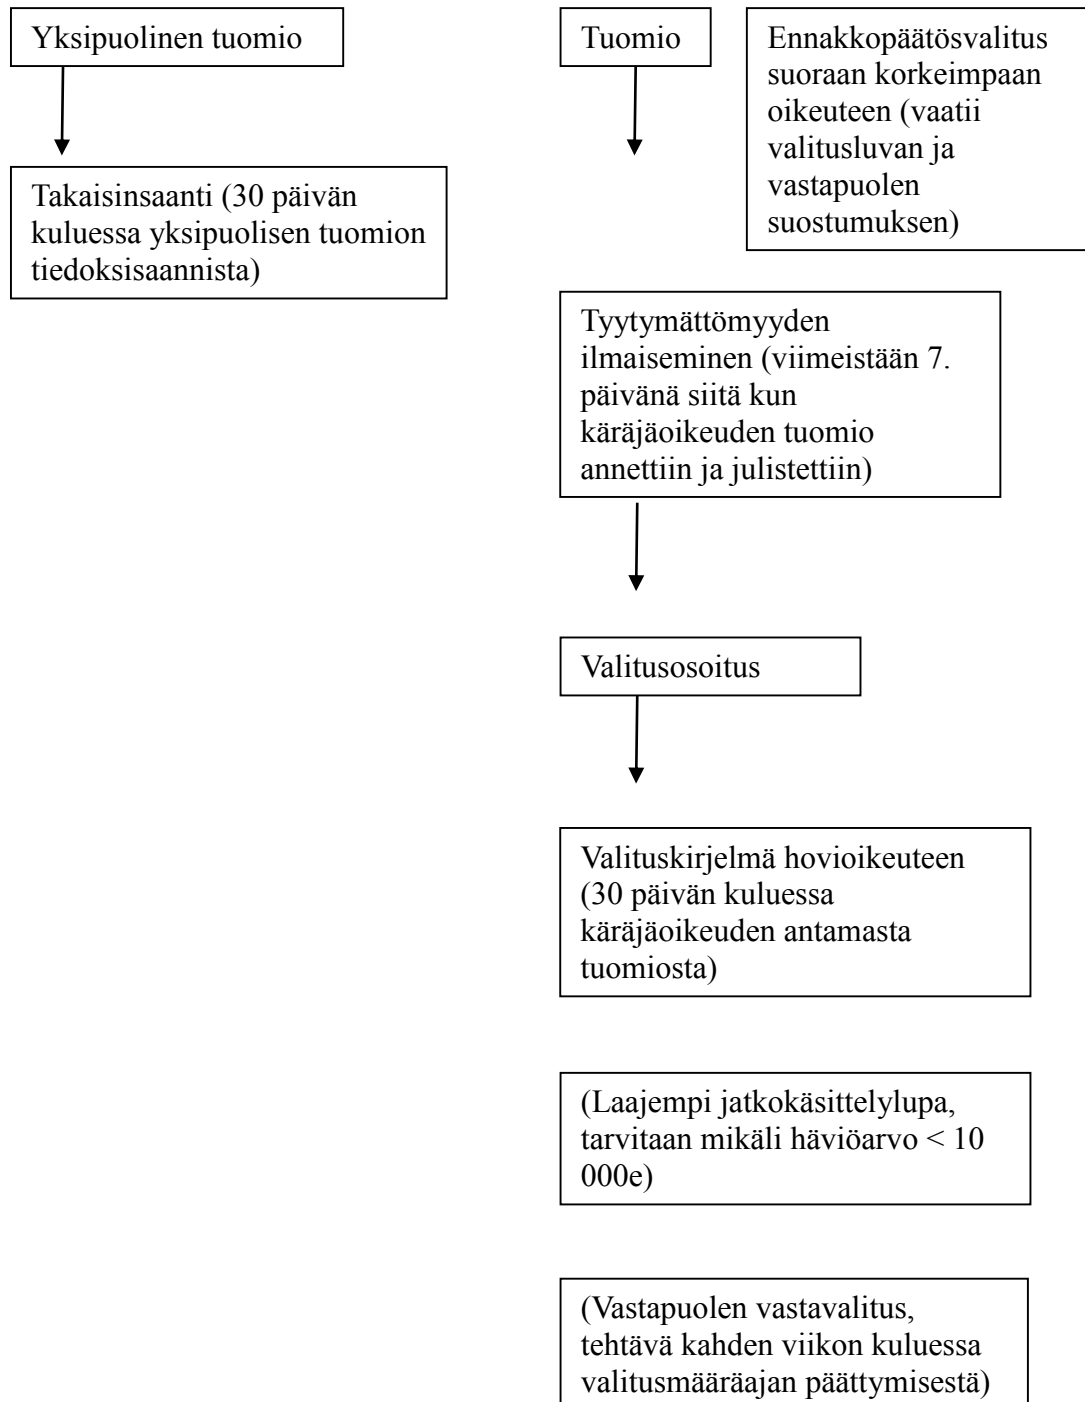 Yksipuolinen tuomio
Takaisinsaanti (30 päivän
kuluessa yksipuolisen tuomion
tiedoksisaannista)
Tuomio
Ennakkopäätösvalitus
suoraan korkeimpaan
oikeuteen (vaatii
valitusluvan ja
vastapuolen
suostumuksen)
Tyytymättömyyden
ilmaiseminen (viimeistään 7.
päivänä siitä kun
käräjäoikeuden tuomio
annettiin ja julistettiin)
Valitusosoitus
Valituskirjelmä hovioikeuteen
(30 päivän kuluessa
käräjäoikeuden antamasta
tuomiosta)
(Laajempi jatkokäsittelylupa,
tarvitaan mikäli häviöarvo < 10
000e)
(Vastapuolen vastavalitus,
tehtävä kahden viikon kuluessa
valitusmääräajan päättymisestä)